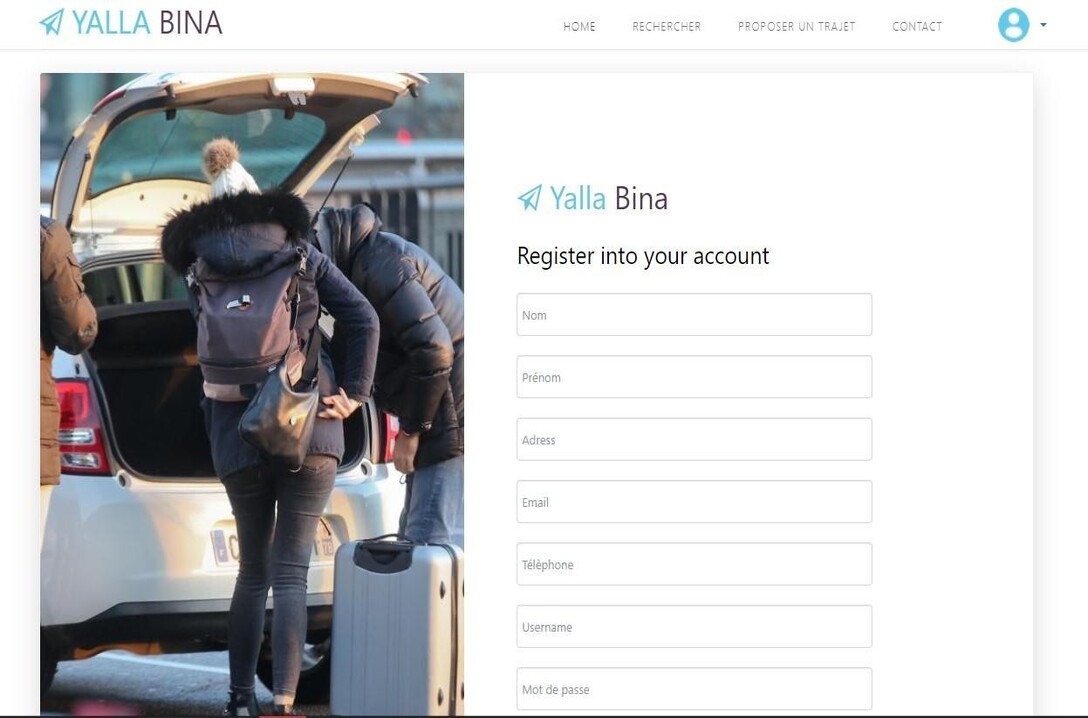 YALLA BINA
HOME RECHERCHER PROPOSER UN TRAJET CONTACT
Yalla Bina
Register into your account
Nom
Prénom
Adress
Email
Télèphone
Username
Mot de passe